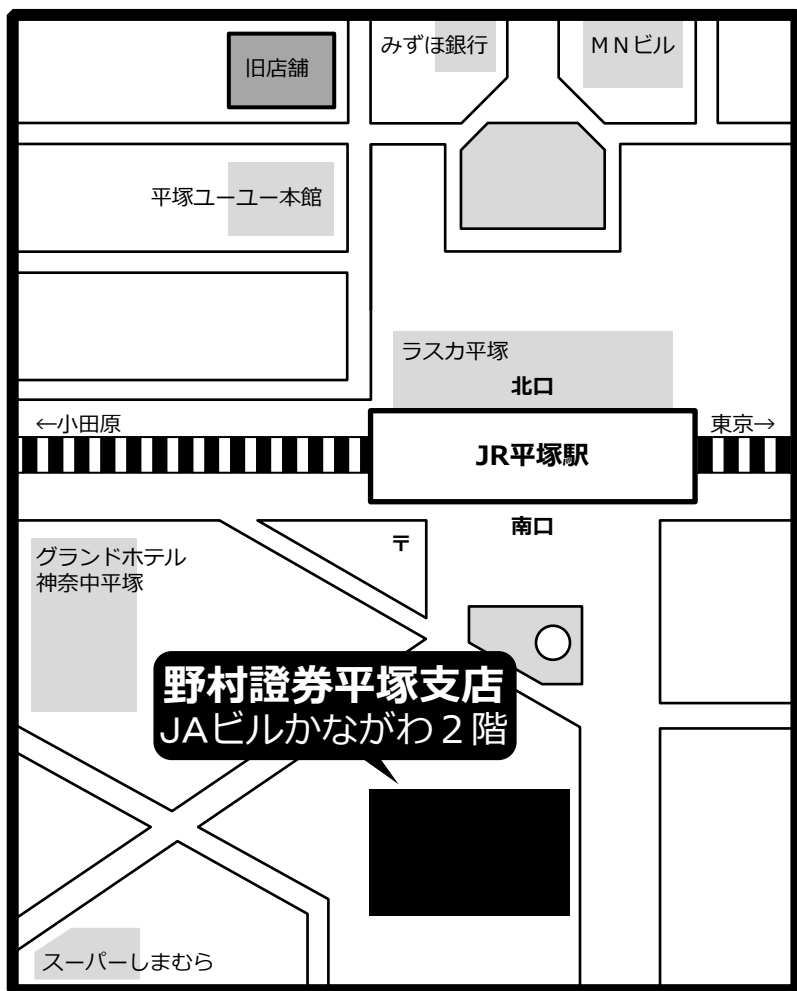 旧店舗
みずほ銀行
ＭＮビル
平塚ユーユー本館
ラスカ平塚
北口
←小田原
東京→
JR平塚駅
南口
〒
グランドホテル
神奈中平塚
野村證券平塚支店
JAビルかながわ２階
スーパーしまむら